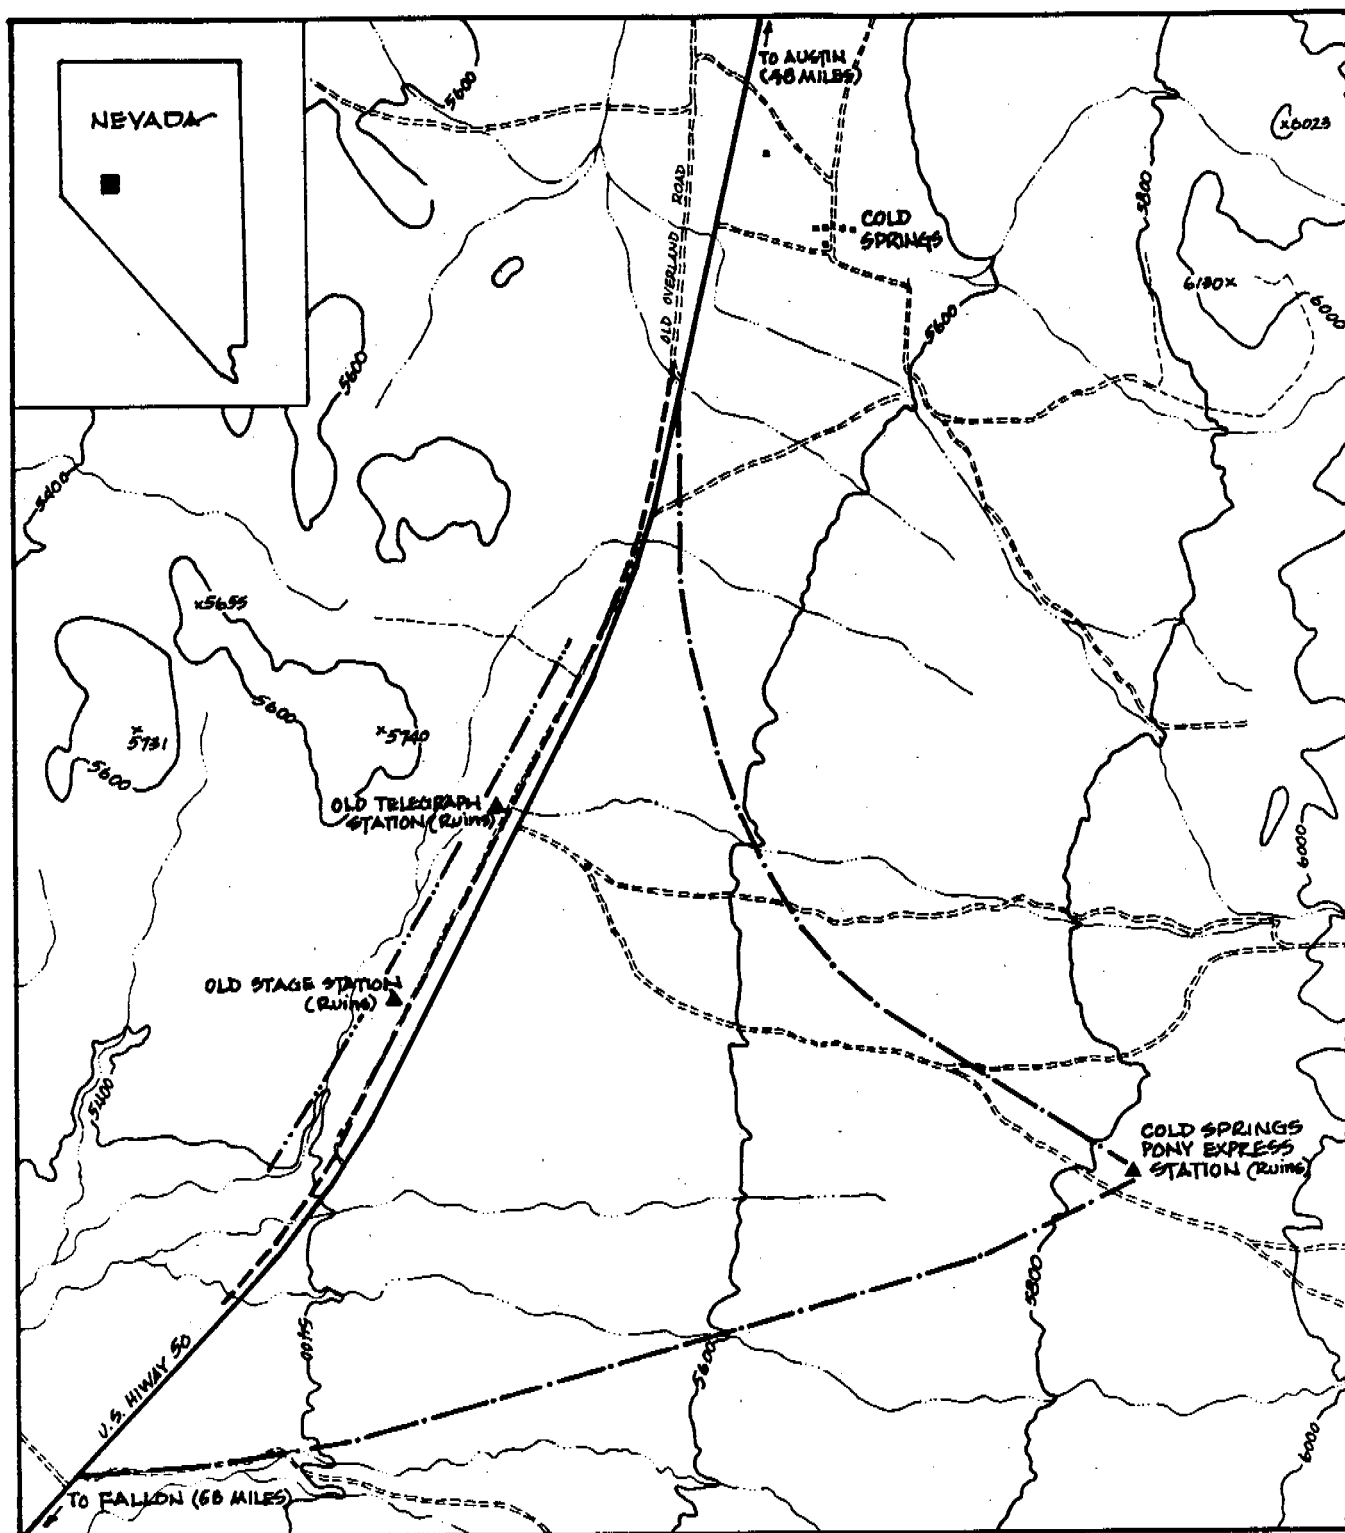 NEVADA
TO AUSTIN
(48 MILES)
5600
x6023
OLD OVERLAND ROAD
5800
COLD
SPRINGS
6180x
6000
5600
5600
5400
x5655
5600
x5740
x
5731
5600
OLD TELEGRAPH
STATION (Ruins)
6000
OLD STAGE STATION
(Ruins)
5400
COLD SPRINGS
PONY EXPRESS
STATION (Ruins)
5800
5400
U.S. HIWAY 50
5600
6000
TO FALLON (68 MILES)